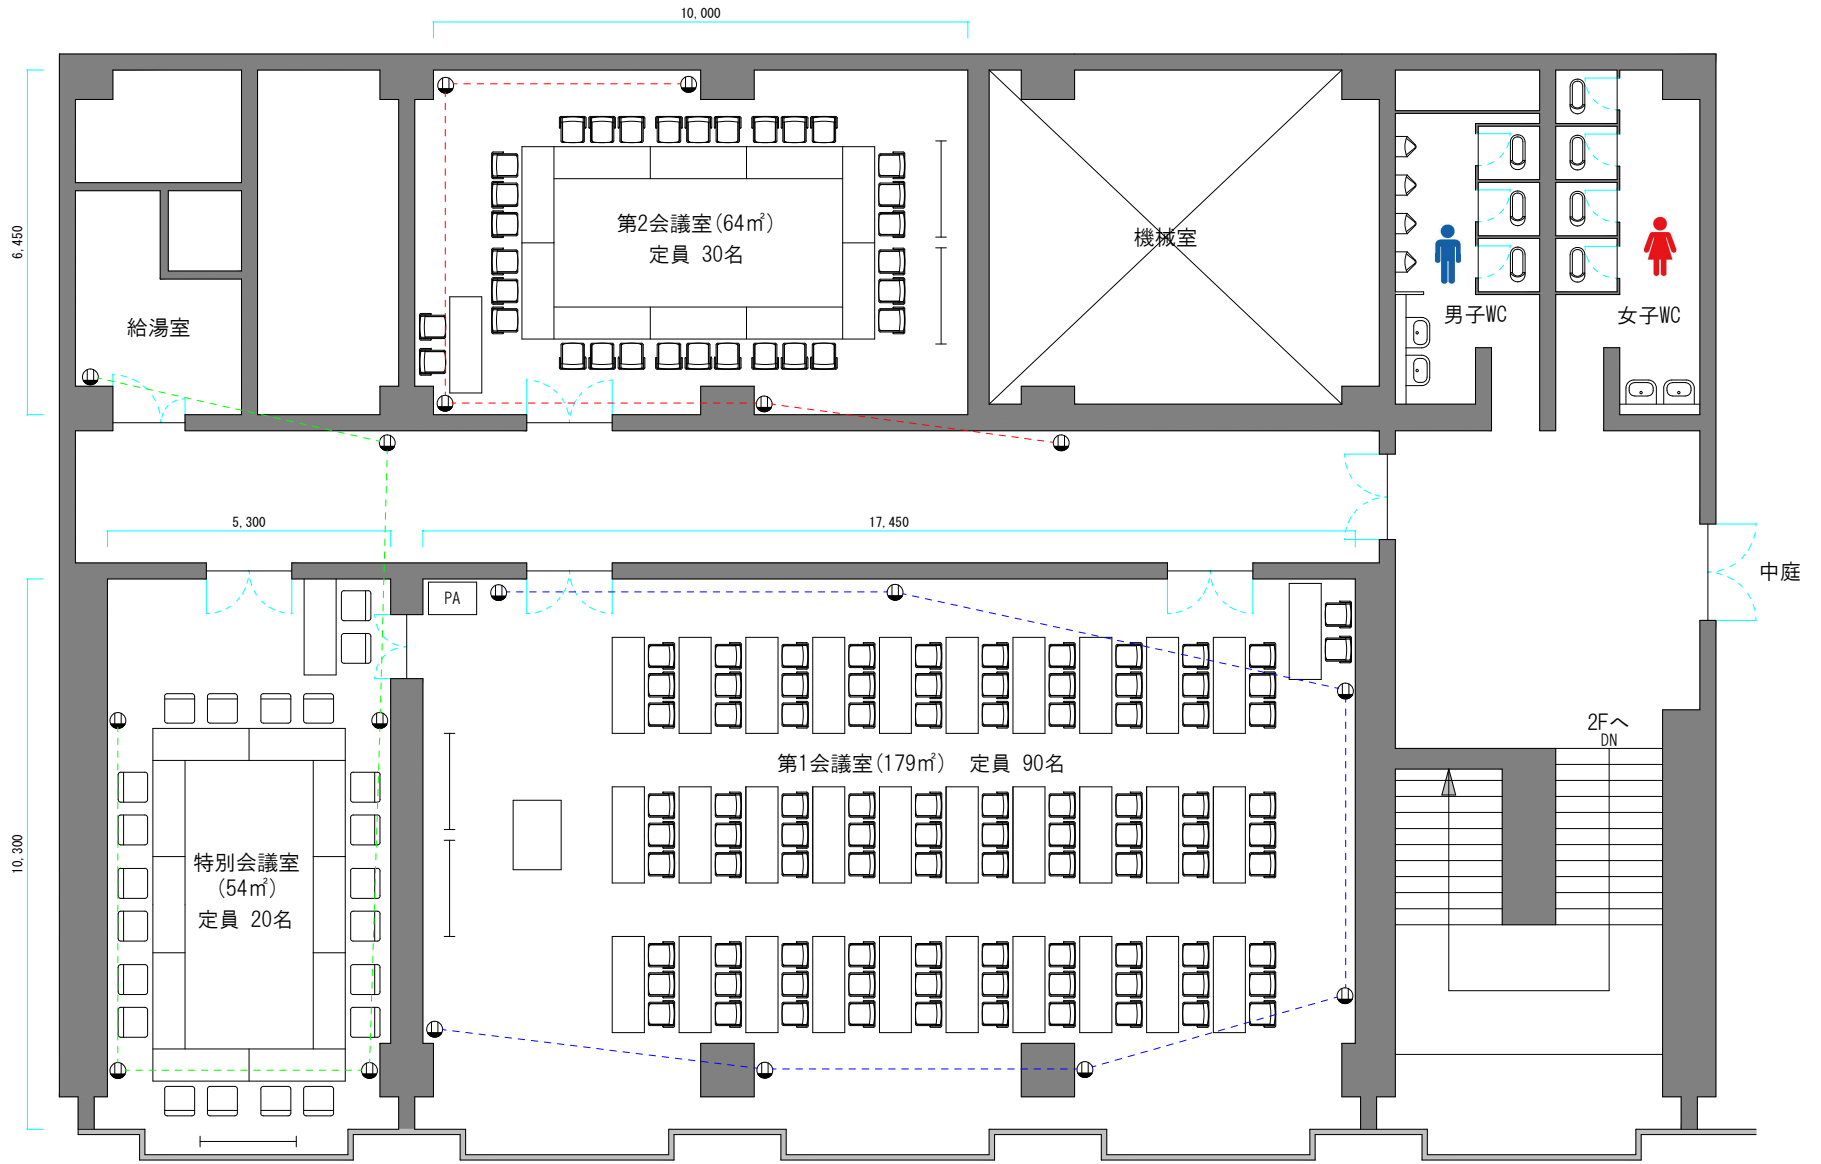 10,000
6,450
第2会議室(64㎡)
定員 30名
機械室
給湯室
男子WC
女子WC
5,300
17,450
中庭
PA
2Fへ
DN
第1会議室(179㎡) 定員 90名
10,300
特別会議室
(54㎡)
定員 20名